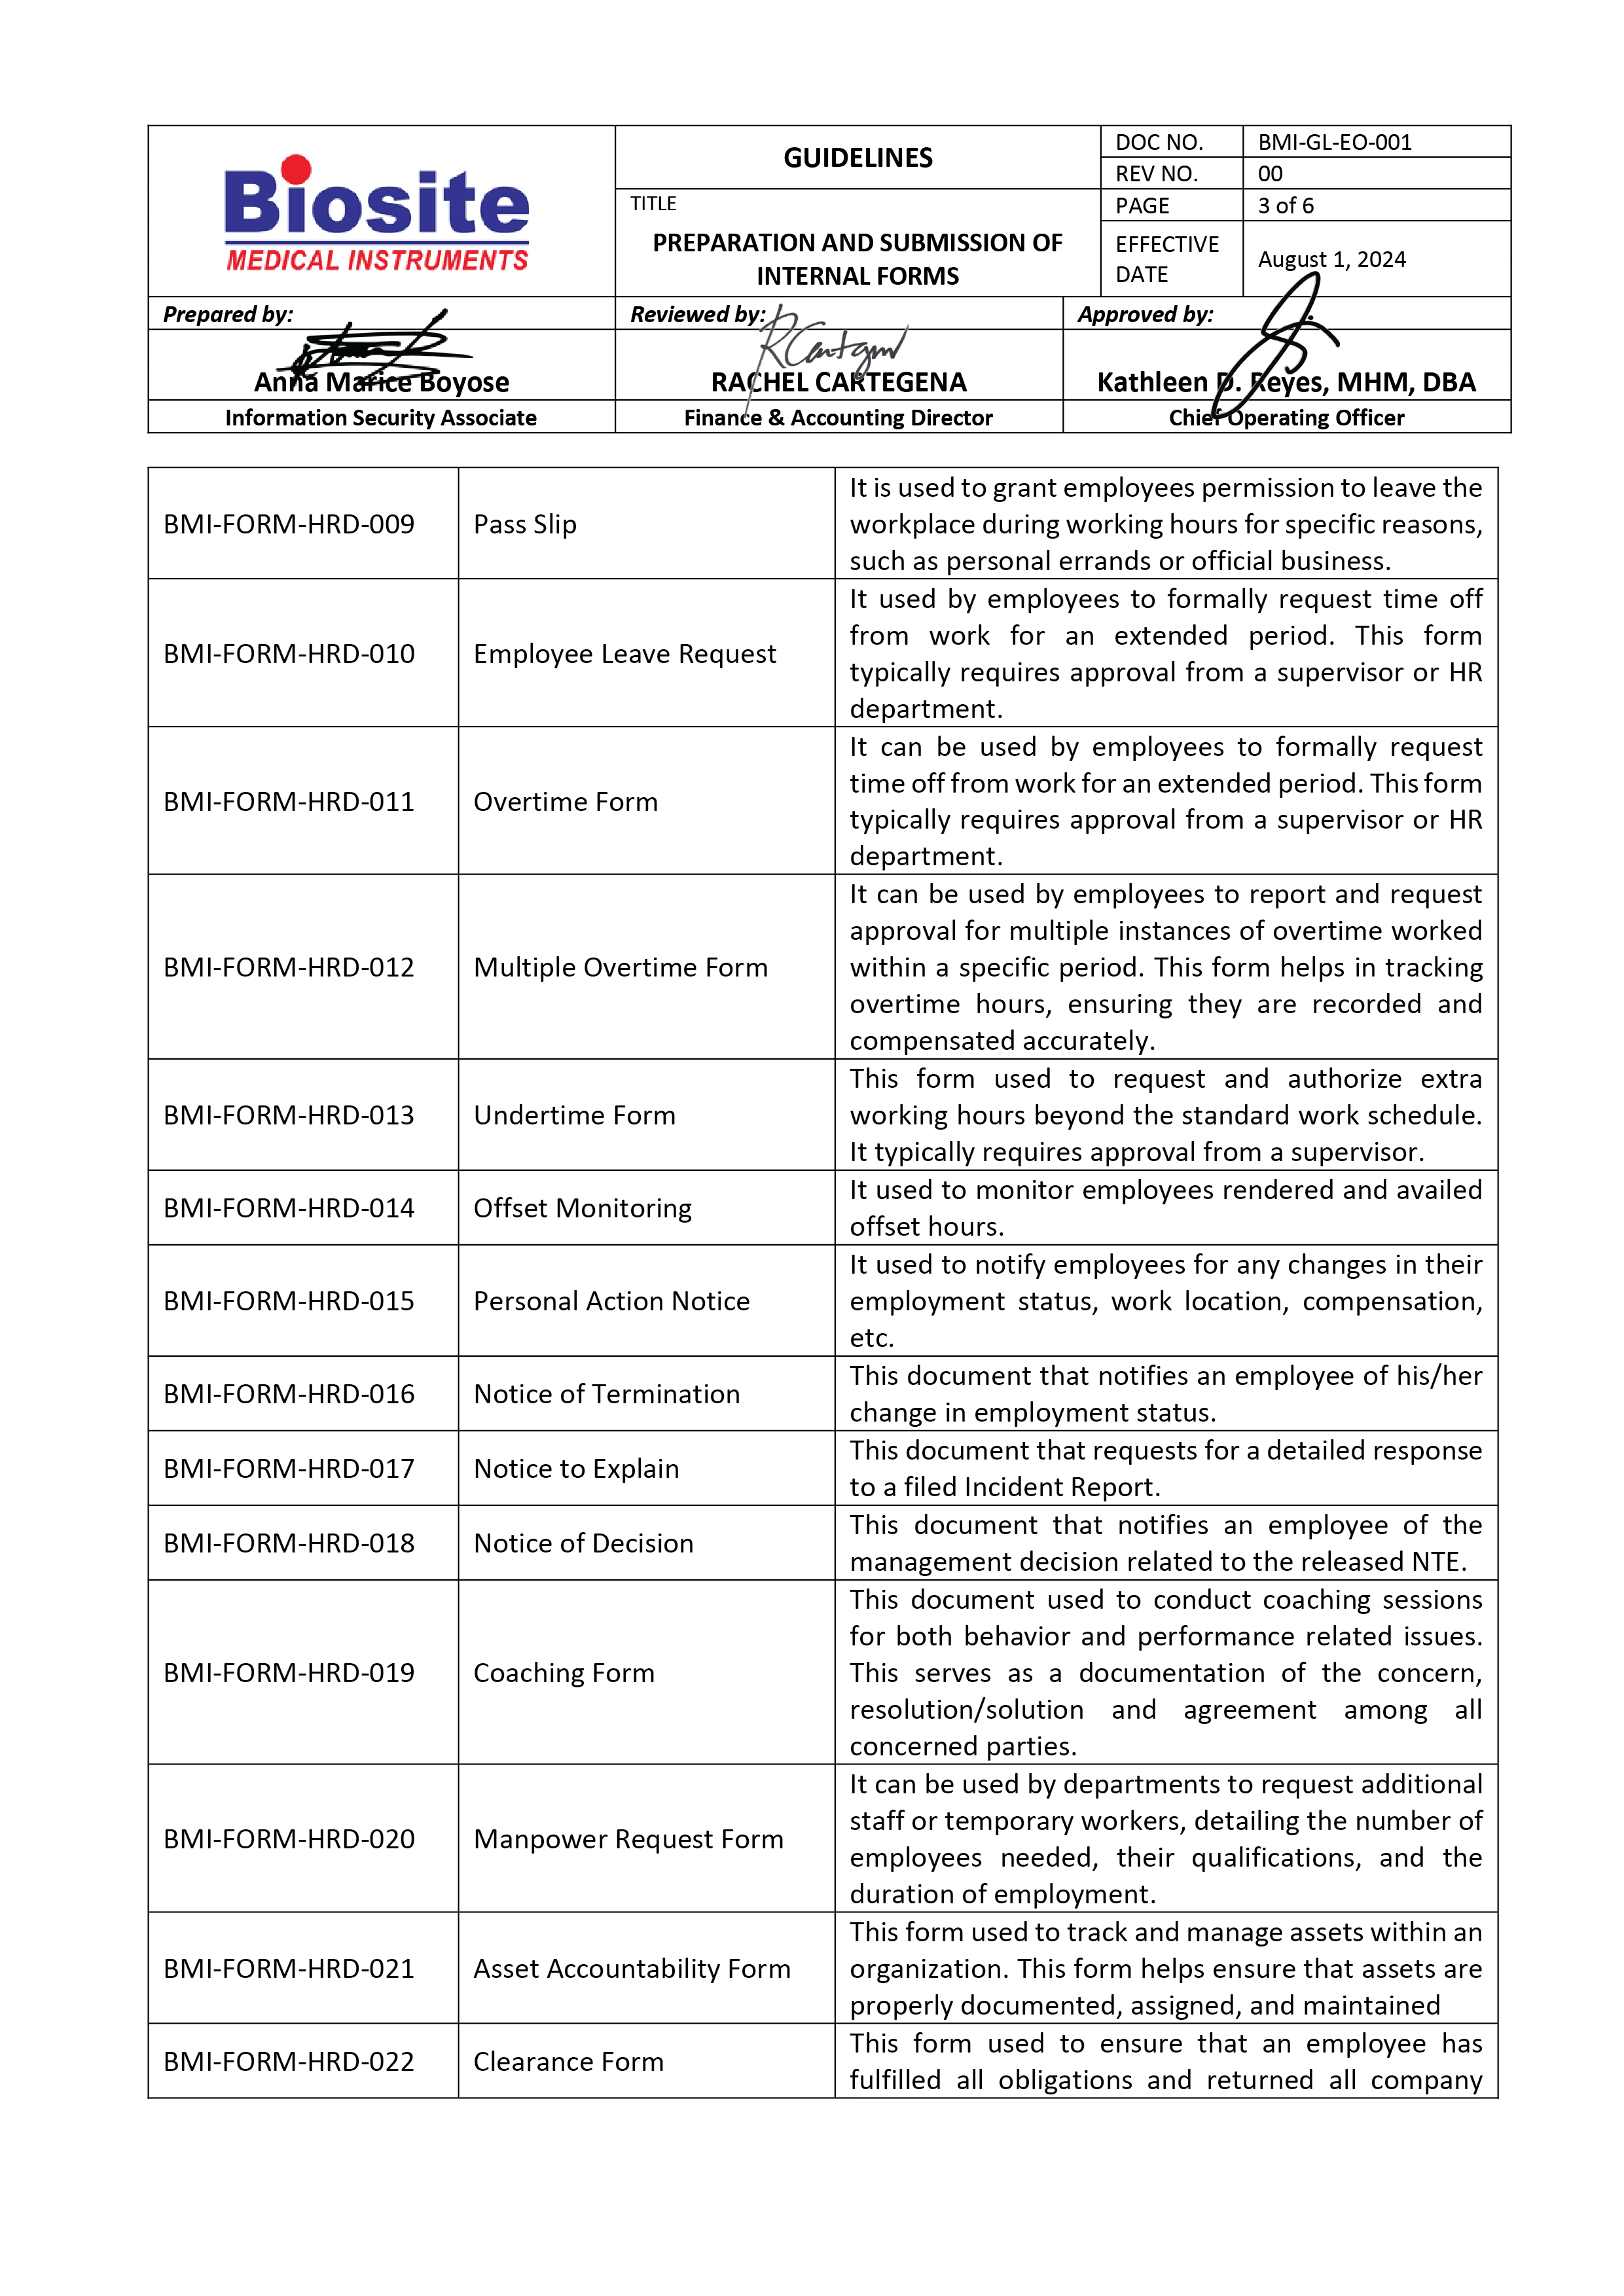 Biosite
MEDICAL INSTRUMENTS
GUIDELINES
TITLE
PREPARATION AND SUBMISSION OF
INTERNAL FORMS
DOC NO. BMI-GL-EO-001
REV NO. 00
PAGE 3 of 6
EFFECTIVE
DATE
August 1, 2024
Prepared by: Reviewed by: Approved by:
Anna Marice Boyose RACHEL CARTEGENA Kathleen D. Reyes, MHM, DBA
Information Security Associate Finance & Accounting Director Chief Operating Officer
BMI-FORM-HRD-009
Pass Slip
It is used to grant employees permission to leave the
workplace during working hours for specific reasons,
such as personal errands or official business.
BMI-FORM-HRD-010
Employee Leave Request
It used by employees to formally request time off
from work for an extended period. This form
typically requires approval from a supervisor or HR
department.
BMI-FORM-HRD-011
Overtime Form
It can be used by employees to formally request
time off from work for an extended period. This form
typically requires approval from a supervisor or HR
department.
BMI-FORM-HRD-012
Multiple Overtime Form
It can be used by employees to report and request
approval for multiple instances of overtime worked
within a specific period. This form helps in tracking
overtime hours, ensuring they are recorded and
compensated accurately.
BMI-FORM-HRD-013
Undertime Form
This form used to request and authorize extra
working hours beyond the standard work schedule.
It typically requires approval from a supervisor.
BMI-FORM-HRD-014
Offset Monitoring
It used to monitor employees rendered and availed
offset hours.
BMI-FORM-HRD-015
Personal Action Notice
It used to notify employees for any changes in their
employment status, work location, compensation,
etc.
BMI-FORM-HRD-016
Notice of Termination
This document that notifies an employee of his/her
change in employment status.
BMI-FORM-HRD-017
Notice to Explain
This document that requests for a detailed response
to a filed Incident Report.
BMI-FORM-HRD-018
Notice of Decision
This document that notifies an employee of the
management decision related to the released NTE.
BMI-FORM-HRD-019
Coaching Form
This document used to conduct coaching sessions
for both behavior and performance related issues.
This serves as a documentation of the concern,
resolution/solution and agreement among all
concerned parties.
BMI-FORM-HRD-020
Manpower Request Form
It can be used by departments to request additional
staff or temporary workers, detailing the number of
employees needed, their qualifications, and the
duration of employment.
BMI-FORM-HRD-021
Asset Accountability Form
This form used to track and manage assets within an
organization. This form helps ensure that assets are
properly documented, assigned, and maintained
BMI-FORM-HRD-022
Clearance Form
This form used to ensure that an employee has
fulfilled all obligations and returned all company